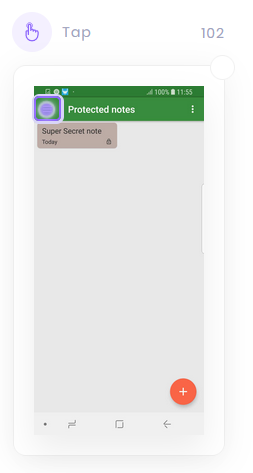 Tap
102
100% 11:55
Protected notes
Super Secret note
Today